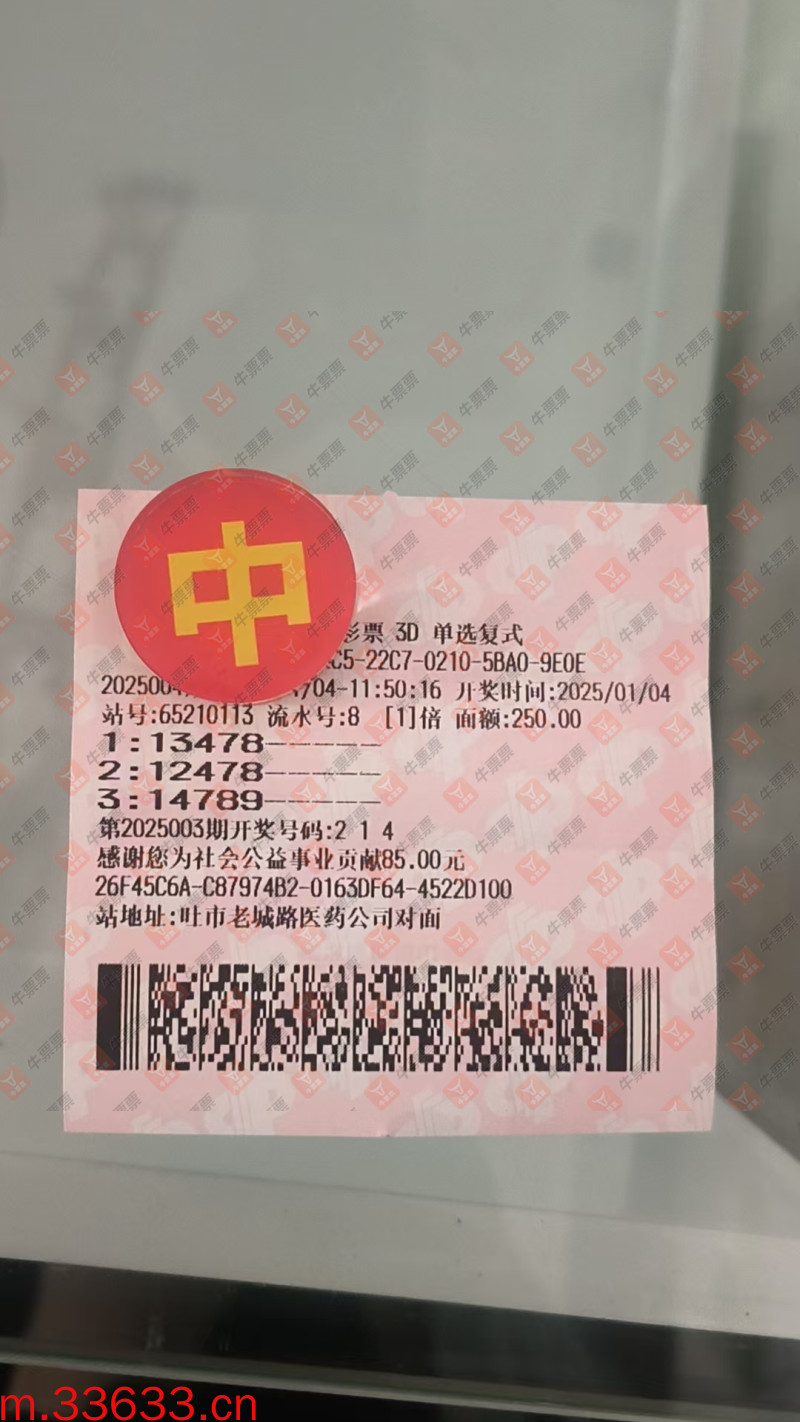 中
彩票 3D 单选复式
C5-22C7-0210-5BA0-9E0E
202500 /04-11:50:16 开奖时间:2025/01/04
站号:65210113 流水号:8 [1]倍 面额:250.00
1:13478-----
2:12478-----
3:14789-----
第2025003期开奖号码:2 1 4
感谢您为社会公益事业贡献85.00元
26F45C6A-C87974B2-0163DF64-4522D100
站地址:吐市老城路医药公司对面
牛票票
m.33633.cn